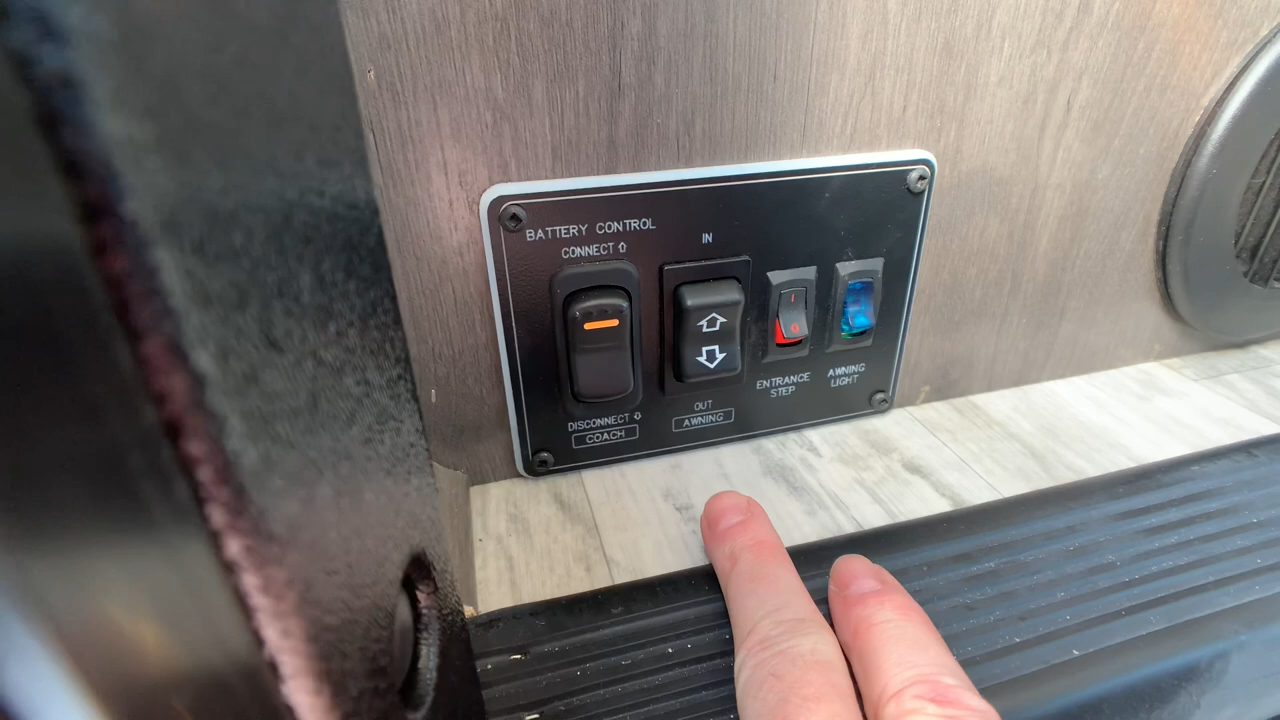 BATTERY CONTROL
CONNECT ⇧
IN
I
O
DISCONNECT ⇩
COACH
OUT
AWNING
ENTRANCE
STEP
AWNING
LIGHT